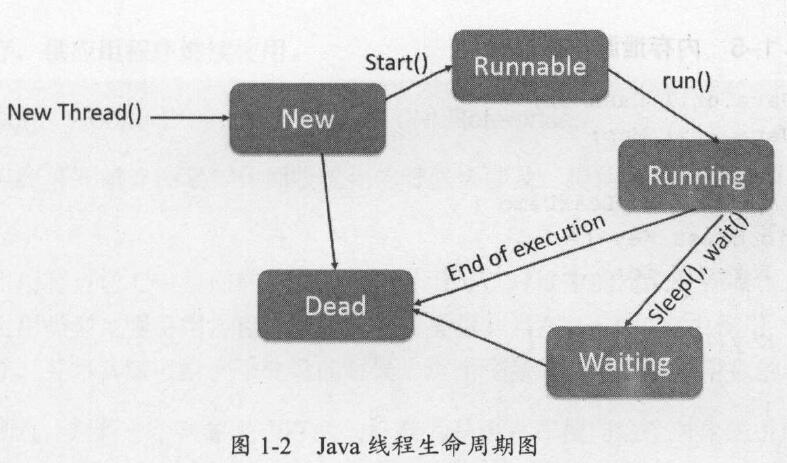 Start()
Runnable
run()
New Thread()
New
Running
End of execution
Sleep(), wait()
Dead
Waiting
图 1-2 Java 线程生命周期图